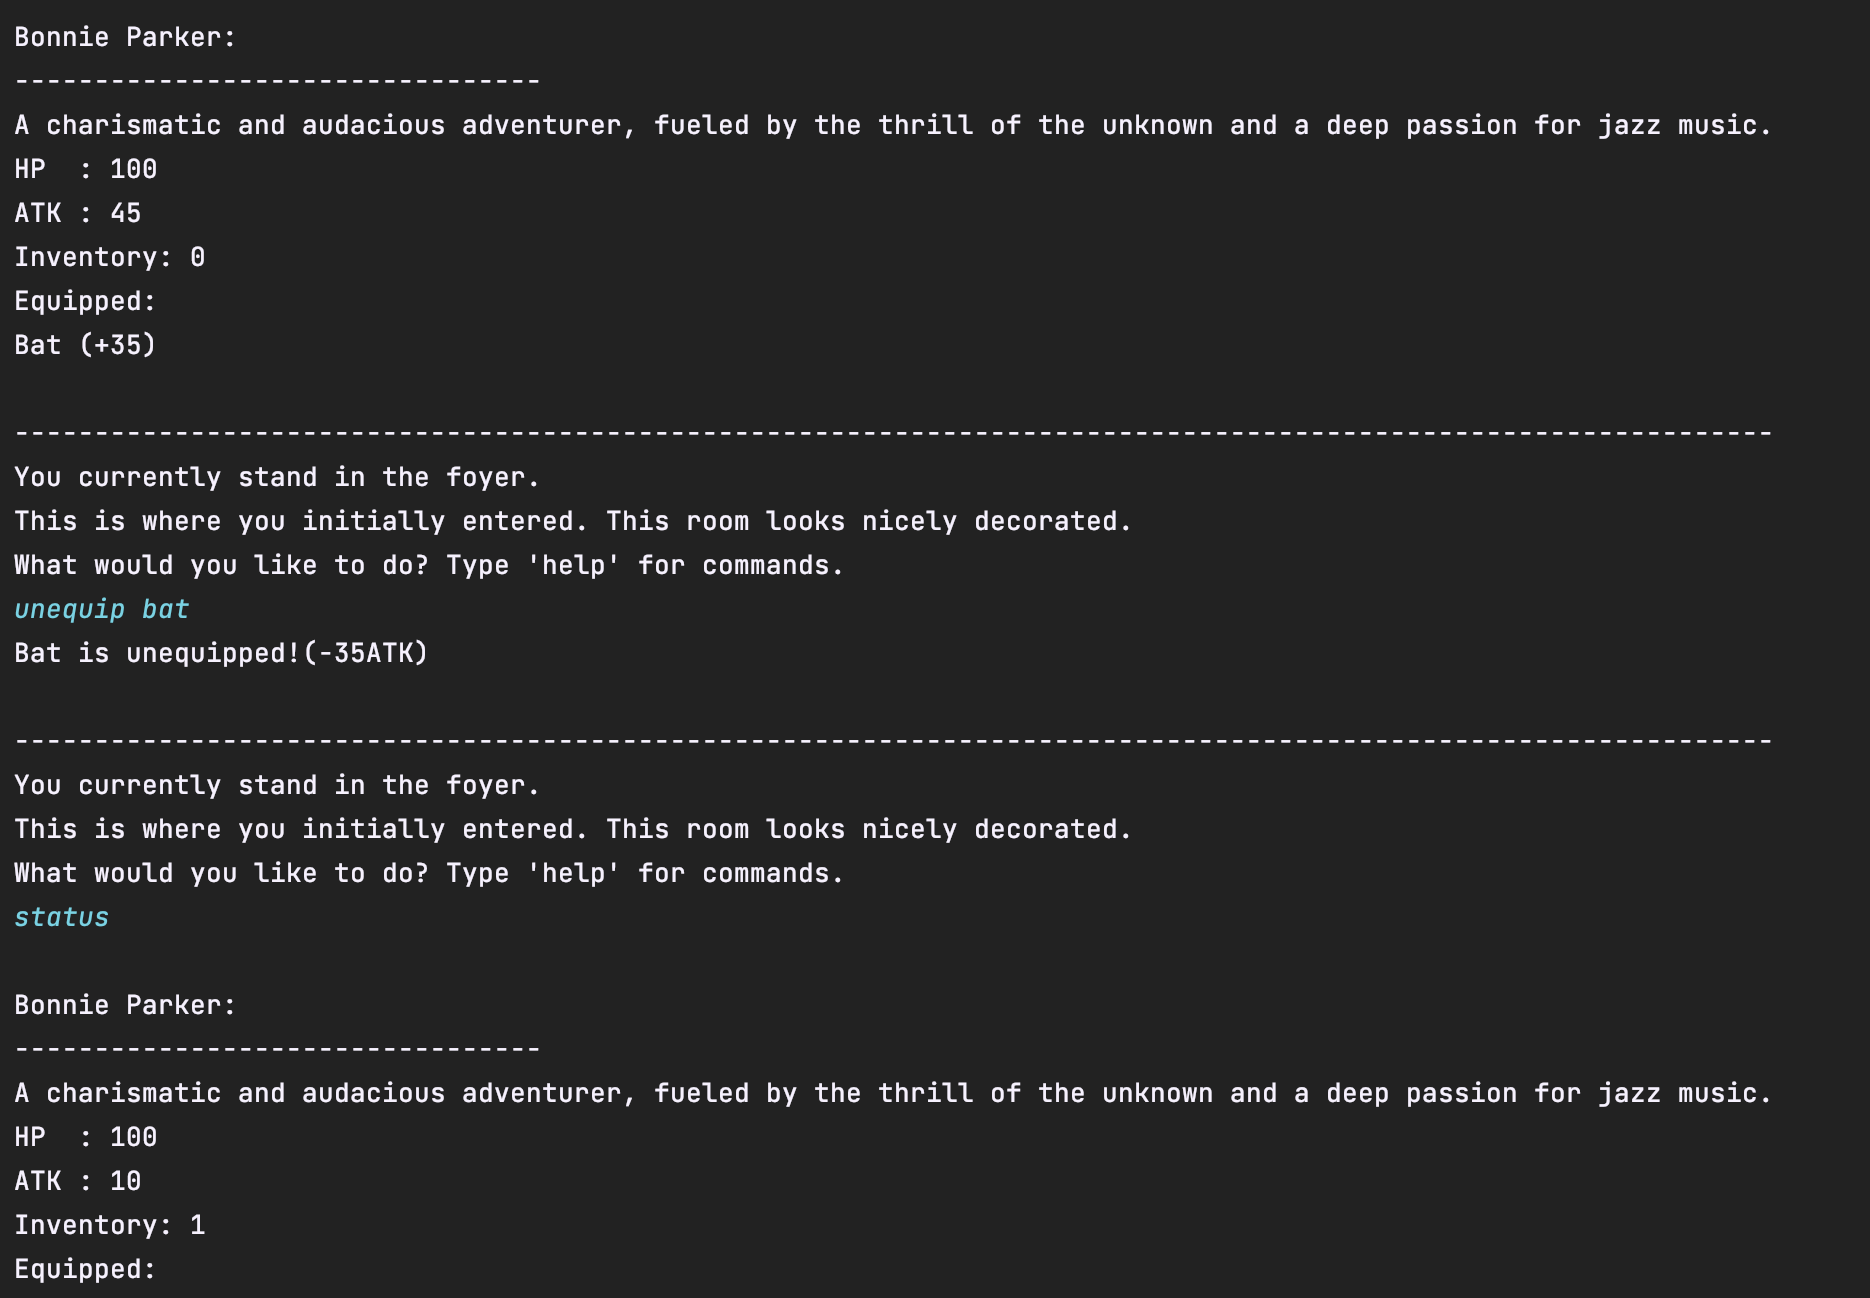 Bonnie Parker:
---------------------------------
A charismatic and audacious adventurer, fueled by the thrill of the unknown and a deep passion for jazz music.
HP  : 100
ATK : 45
Inventory: 0
Equipped:
Bat (+35)
--------------------------------------------------------------------------------------------------------------
You currently stand in the foyer.
This is where you initially entered. This room looks nicely decorated.
What would you like to do? Type 'help' for commands.
unequip bat
Bat is unequipped!(-35ATK)
--------------------------------------------------------------------------------------------------------------
You currently stand in the foyer.
This is where you initially entered. This room looks nicely decorated.
What would you like to do? Type 'help' for commands.
status
Bonnie Parker:
---------------------------------
A charismatic and audacious adventurer, fueled by the thrill of the unknown and a deep passion for jazz music.
HP  : 100
ATK : 10
Inventory: 1
Equipped: